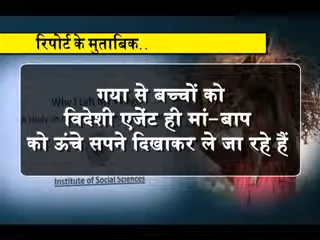 रिपोर्ट के मुताबिक..
गया से बच्चों को
विदेशी एजेंट ही मां-बाप
को ऊंचे सपने दिखाकर ले जा रहे हैं
Institute of Social Sciences